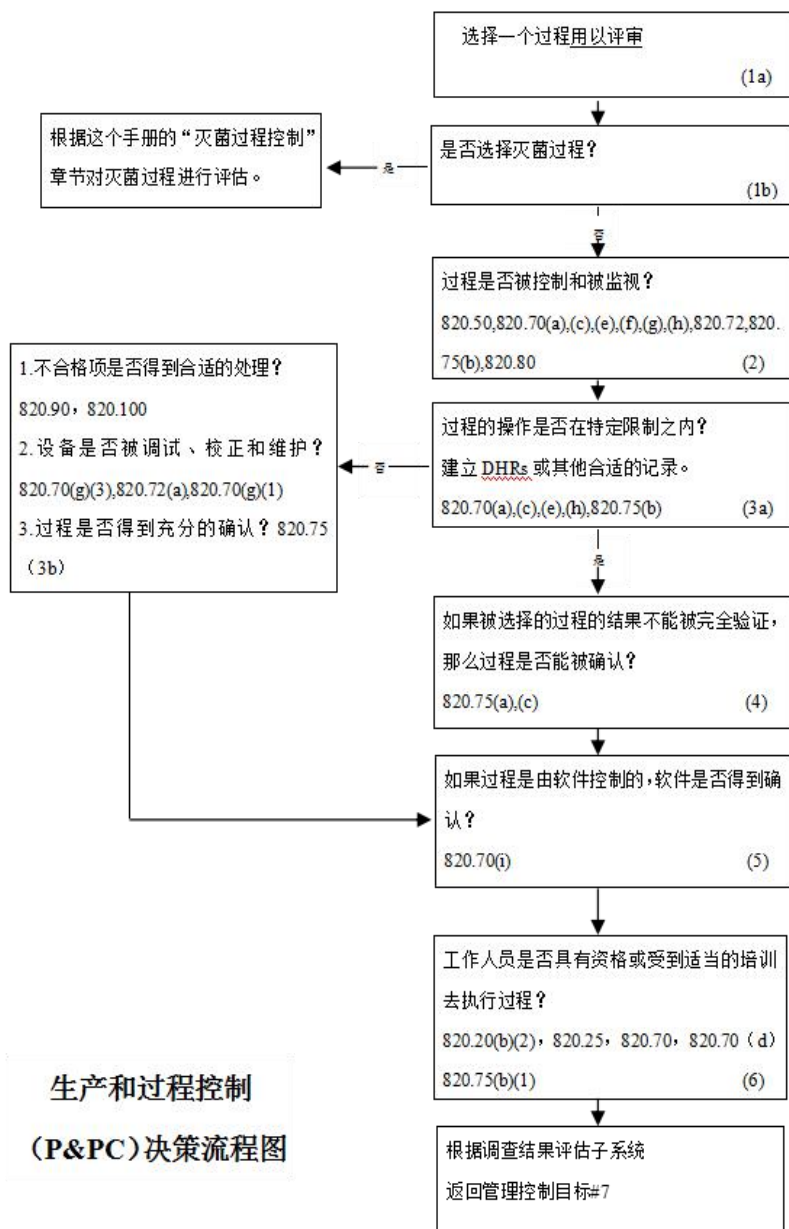 选择一个过程用以评审
(1a)
根据这个手册的“灭菌过程控制”
章节对灭菌过程进行评估。
是
是否选择灭菌过程？
(1b)
否
过程是否被控制和被监视？
820.50,820.70(a),(c),(e),(f),(g),(h),820.72,820.
75(b),820.80 (2)
1.不合格项是否得到合适的处理？
820.90，820.100
2.设备是否被调试、校正和维护？
820.70(g)(3),820.72(a),820.70(g)(1)
3.过程是否得到充分的确认？820.75
（3b）
否
过程的操作是否在特定限制之内？
建立 DHRs 或其他合适的记录。
820.70(a),(c),(e),(h),820.75(b) (3a)
是
如果被选择的过程的结果不能被完全验证，
那么过程是否能被确认？
820.75(a),(c) (4)
如果过程是由软件控制的，软件是否得到确
认？
820.70(i) (5)
工作人员是否具有资格或受到适当的培训
去执行过程？
820.20(b)(2)，820.25，820.70，820.70（d）
820.75(b)(1) (6)
生产和过程控制
（P&PC）决策流程图
根据调查结果评估子系统
返回管理控制目标#7